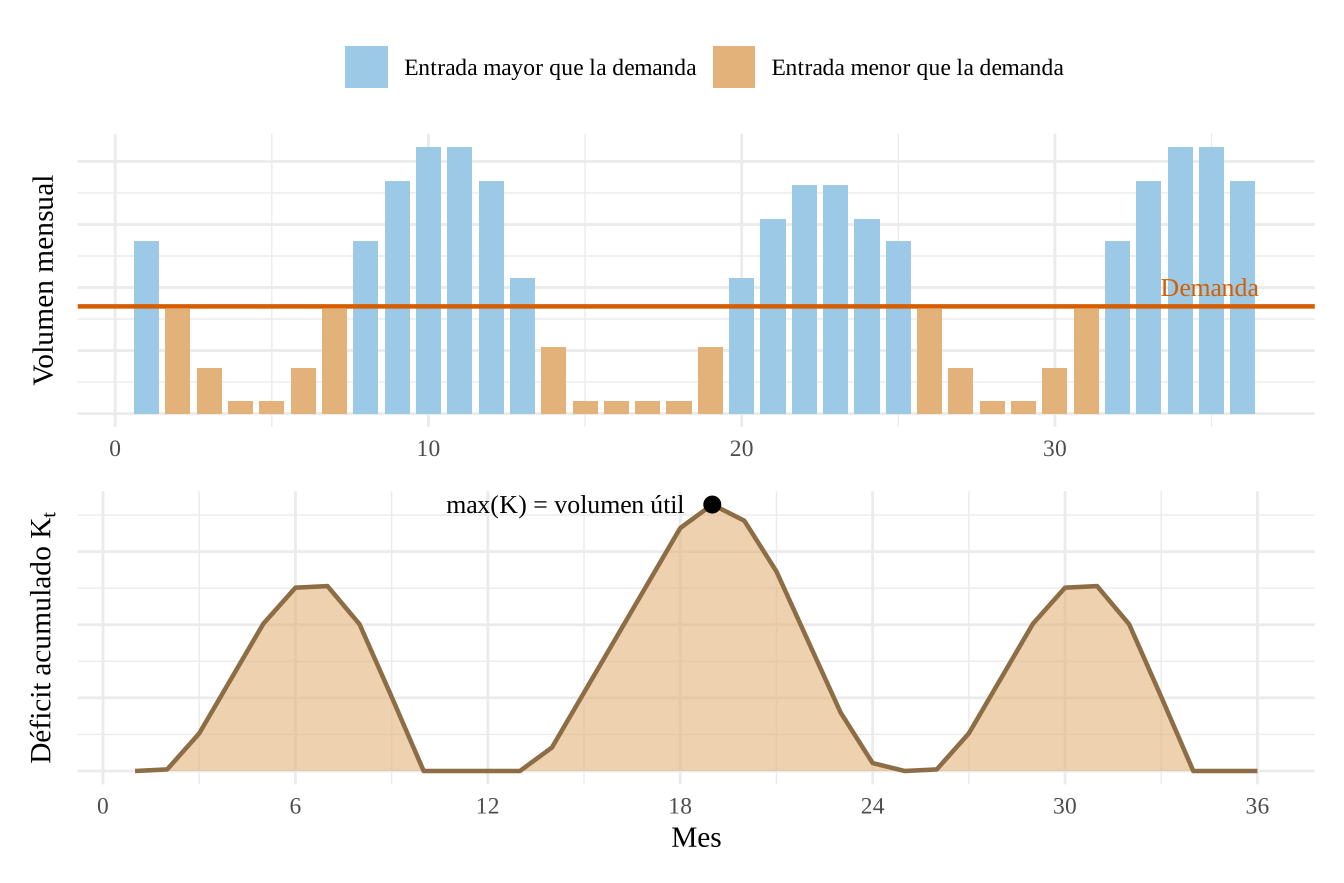 Entrada mayor que la demanda Entrada menor que la demanda
Volumen mensual
Demanda
0 10 20 30
max(K) = volumen útil
Déficit acumulado Kt
0 6 12 18 24 30 36
Mes